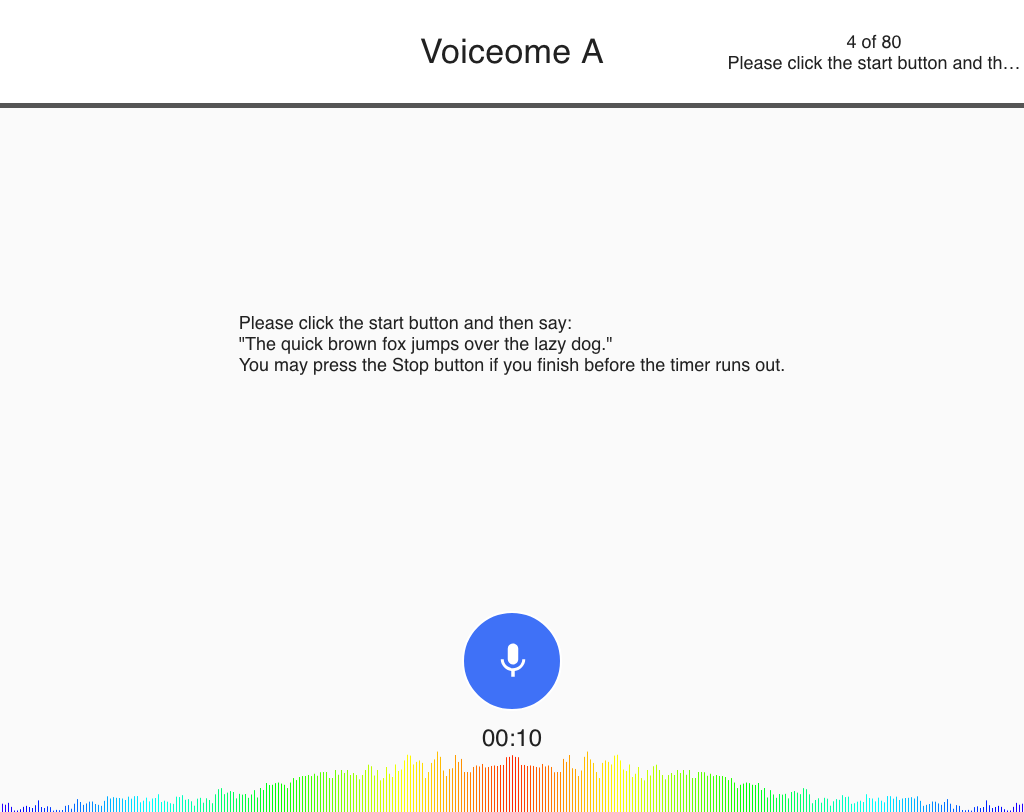 Voiceome A
4 of 80
Please click the start button and th…
Please click the start button and then say:
"The quick brown fox jumps over the lazy dog."
You may press the Stop button if you finish before the timer runs out.
00:10